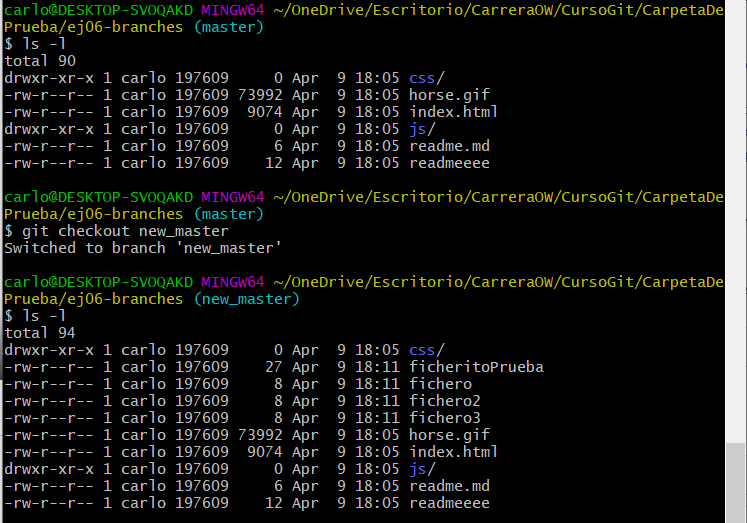 carlo@DESKTOP-SVOQAKD MINGW64 ~/OneDrive/Escritorio/CarreraOW/CursoGit/CarpetaDe
Prueba/ej06-branches (master)
$ ls -l
total 90
drwxr-xr-x 1 carlo 197609     0 Apr  9 18:05 css/
-rw-r--r-- 1 carlo 197609 73992 Apr  9 18:05 horse.gif
-rw-r--r-- 1 carlo 197609  9074 Apr  9 18:05 index.html
drwxr-xr-x 1 carlo 197609     0 Apr  9 18:05 js/
-rw-r--r-- 1 carlo 197609     6 Apr  9 18:05 readme.md
-rw-r--r-- 1 carlo 197609    12 Apr  9 18:05 readmeeee
carlo@DESKTOP-SVOQAKD MINGW64 ~/OneDrive/Escritorio/CarreraOW/CursoGit/CarpetaDe
Prueba/ej06-branches (master)
$ git checkout new_master
Switched to branch 'new_master'
carlo@DESKTOP-SVOQAKD MINGW64 ~/OneDrive/Escritorio/CarreraOW/CursoGit/CarpetaDe
Prueba/ej06-branches (new_master)
$ ls -l
total 94
drwxr-xr-x 1 carlo 197609     0 Apr  9 18:05 css/
-rw-r--r-- 1 carlo 197609    27 Apr  9 18:11 ficheritoPrueba
-rw-r--r-- 1 carlo 197609     8 Apr  9 18:11 fichero
-rw-r--r-- 1 carlo 197609     8 Apr  9 18:11 fichero2
-rw-r--r-- 1 carlo 197609     8 Apr  9 18:11 fichero3
-rw-r--r-- 1 carlo 197609 73992 Apr  9 18:05 horse.gif
-rw-r--r-- 1 carlo 197609  9074 Apr  9 18:05 index.html
drwxr-xr-x 1 carlo 197609     0 Apr  9 18:05 js/
-rw-r--r-- 1 carlo 197609     6 Apr  9 18:05 readme.md
-rw-r--r-- 1 carlo 197609    12 Apr  9 18:05 readmeeee